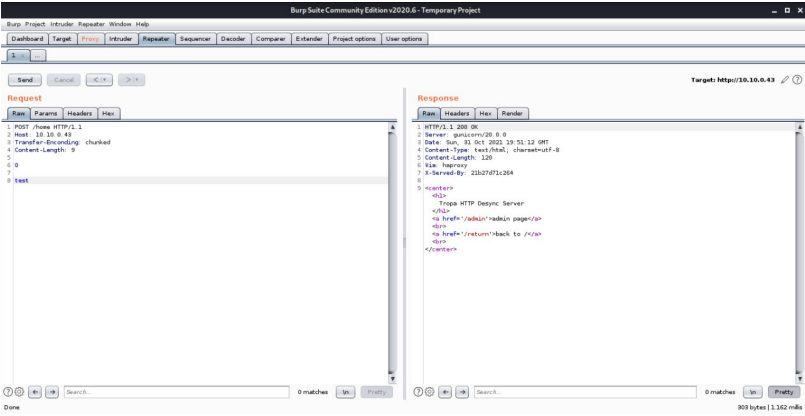 Burp Suite Community Edition v2020.6 - Temporary Project
Burp Project Intruder Repeater Window Help
Dashboard Target Proxy Intruder Repeater Sequencer Decoder Comparer Extender Project options User options
1 × ...
Send Cancel < > Target: http://10.10.0.43
Request
Raw Params Headers Hex
1 POST /home HTTP/1.1
2 Host: 10.10.0.43
3 Transfer-Enconding: chunked
4 Content-Length: 9
5
6 0
7
8 test
Search... 0 matches \n Pretty
Response
Raw Headers Hex Render
1 HTTP/1.1 200 OK
2 Server: gunicorn/20.0.0
3 Date: Sun, 31 Oct 2021 19:51:12 GMT
4 Content-Type: text/html; charset=utf-8
5 Content-Length: 120
6 Via: haproxy
7 X-Served-By: 21b27d71c264
8
9 <center>
<h1>
Tropa HTTP Desync Server
</h1>
<a href='/admin'>admin page</a>
<br>
<a href='/return'>back to /</a>
<br>
</center>
Search... 0 matches \n Pretty
Done 303 bytes | 1.162 millis